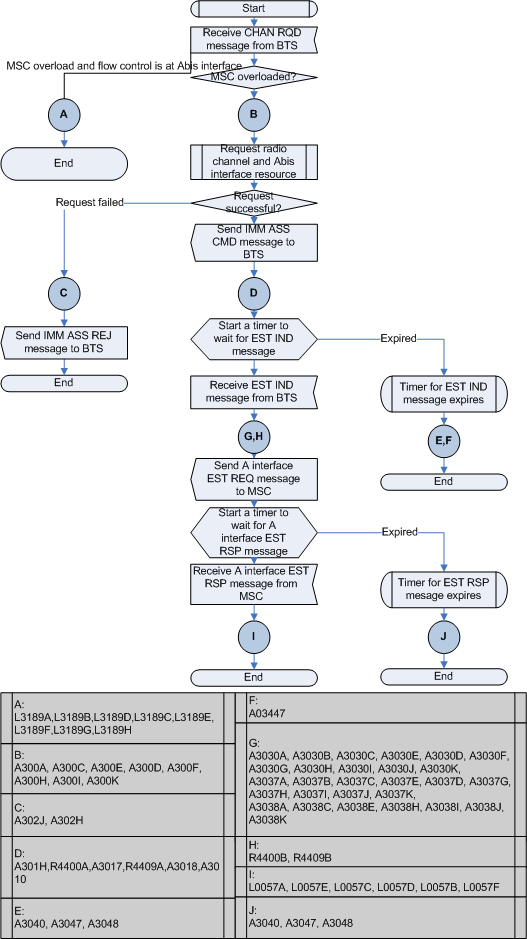 Start
Receive CHAN RQD
message from BTS
MSC overload and flow control is at Abis interface
MSC overloaded?
A
B
End
Request radio
channel and Abis
interface resource
Request failed
Request
successful?
Send IMM ASS
CMD message to
BTS
C
D
Send IMM ASS REJ
message to BTS
Start a timer to
wait for EST IND
message
Expired
End
Receive EST IND
message from BTS
Timer for EST IND
message expires
G,H
E,F
Send A interface
EST REQ message
to MSC
End
Start a timer to
wait for A
interface EST
RSP message
Expired
Receive A interface EST
RSP message from
MSC
Timer for EST RSP
mesage expires
I
J
End
End
A:
L3189A,L3189B,L3189D,L3189C,L3189E,
L3189F,L3189G,L3189H
B:
A300A, A300C, A300E, A300D, A300F,
A300H, A300I, A300K
C:
A302J, A302H
D:
A301H,R4400A,A3017,R4409A,A3018,A3
010
E:
A3040, A3047, A3048
F:
A03447
G:
A3030A, A3030B, A3030C, A3030E, A3030D, A3030F,
A3030G, A3030H, A3030I, A3030J, A3030K,
A3037A, A3037B, A3037C, A3037E, A3037D, A3037G,
A3037H, A3037I, A3037J, A3037K,
A3038A, A3038C, A3038E, A3038H, A3038I, A3038J,
A3038K
H:
R4400B, R4409B
I:
L0057A, L0057E, L0057C, L0057D, L0057B, L0057F
J:
A3040, A3047, A3048